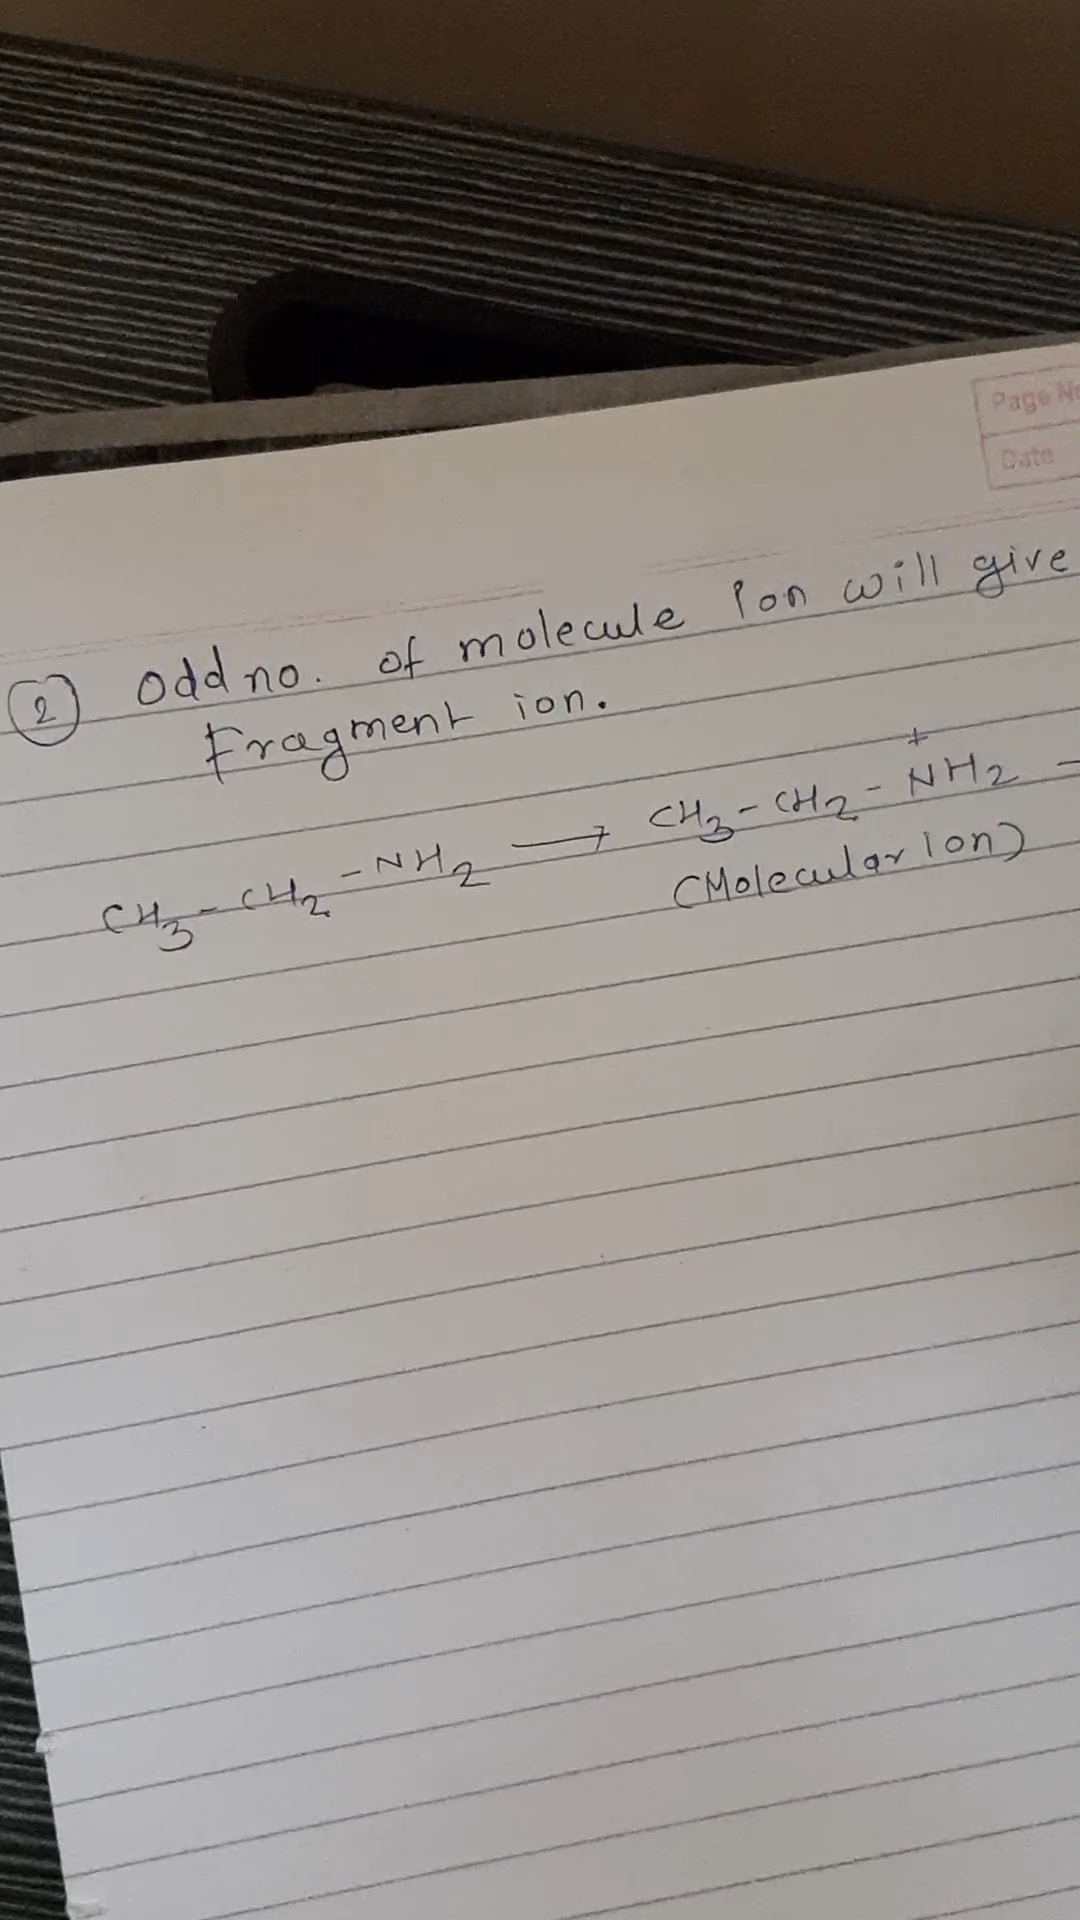 Page No
Date
② Odd no. of molecule Ion will give
Fragment ion.
CH3-CH2-NH2 → CH3-CH2-N⁺H2 -
(Molecular Ion)